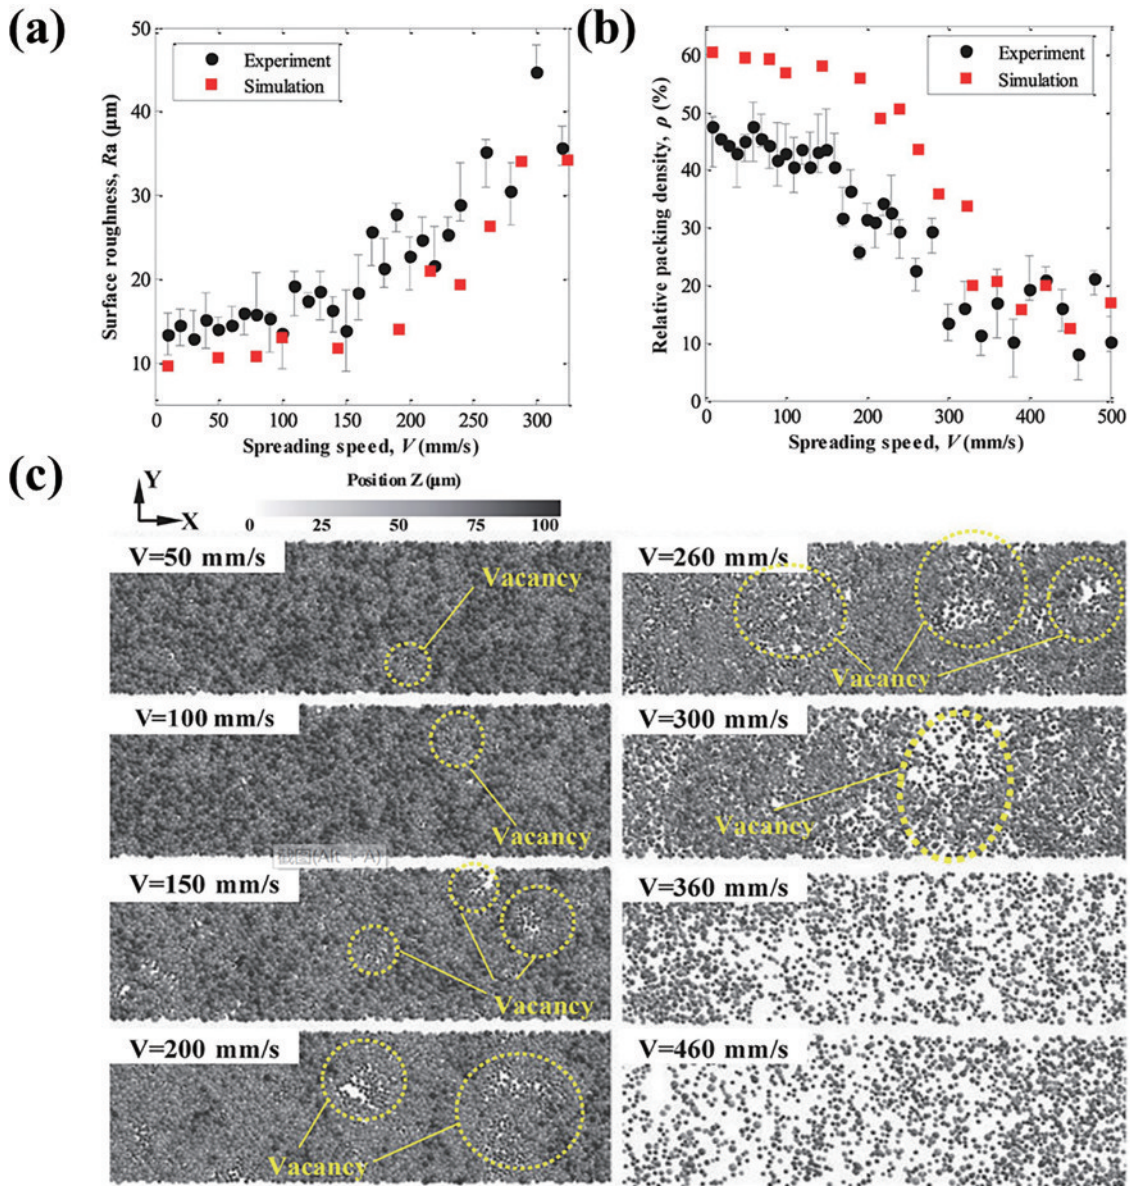 (a)
50
40
30
20
10
0
50
100
150
200
250
300
Surface roughness, Ra (μm)
Spreading speed, V (mm/s)
Experiment
Simulation
(b)
60
50
40
30
20
10
0
0
100
200
300
400
500
Relative packing density, ρ (%)
Spreading speed, V (mm/s)
Experiment
Simulation
(c)
Y
X
Position Z (μm)
0 25 50 75 100
V=50 mm/s
Vacancy
V=100 mm/s
Vacancy
截图(Alt + A)
V=150 mm/s
Vacancy
V=200 mm/s
Vacancy
V=260 mm/s
Vacancy
V=300 mm/s
Vacancy
V=360 mm/s
V=460 mm/s